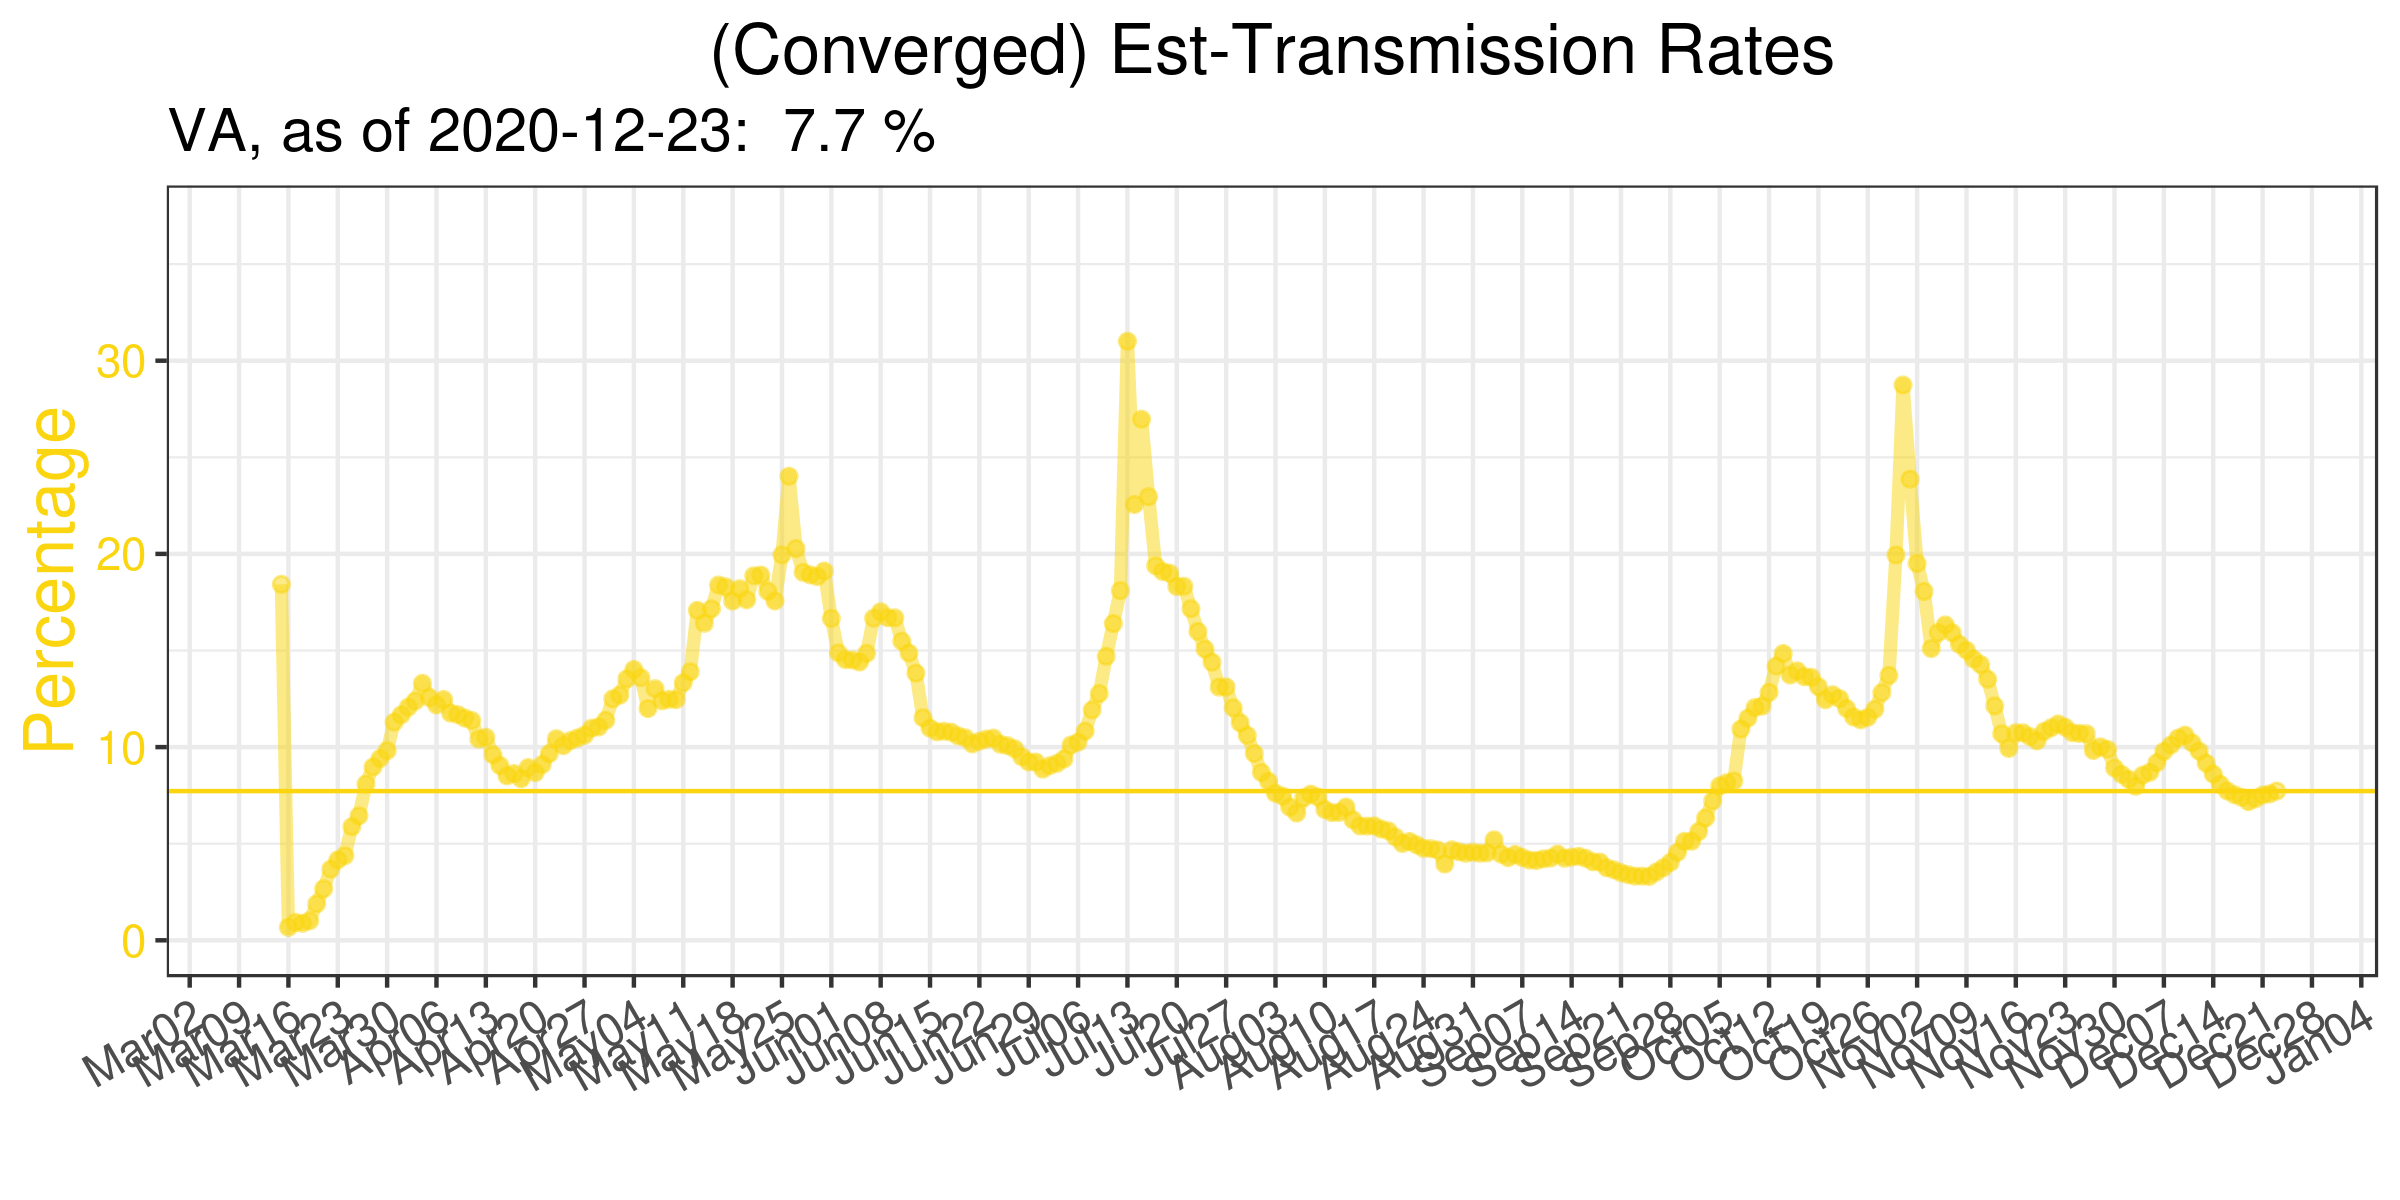 (Converged) Est-Transmission Rates
VA, as of 2020-12-23:  7.7 %
Percentage
30
20
10
0
Mar02
Mar09
Mar16
Mar23
Mar30
Apr06
Apr13
Apr20
Apr27
May04
May11
May18
May25
Jun01
Jun08
Jun15
Jun22
Jun29
Jul06
Jul13
Jul20
Jul27
Aug03
Aug10
Aug17
Aug24
Aug31
Sep07
Sep14
Sep21
Sep28
Oct05
Oct12
Oct19
Oct26
Nov02
Nov09
Nov16
Nov23
Nov30
Dec07
Dec14
Dec21
Dec28
Jan04